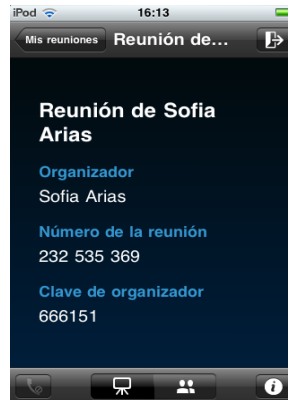 iPod 16:13
Mis reuniones Reunión de...
Reunión de Sofia
Arias
Organizador
Sofia Arias
Número de la reunión
232 535 369
Clave de organizador
666151